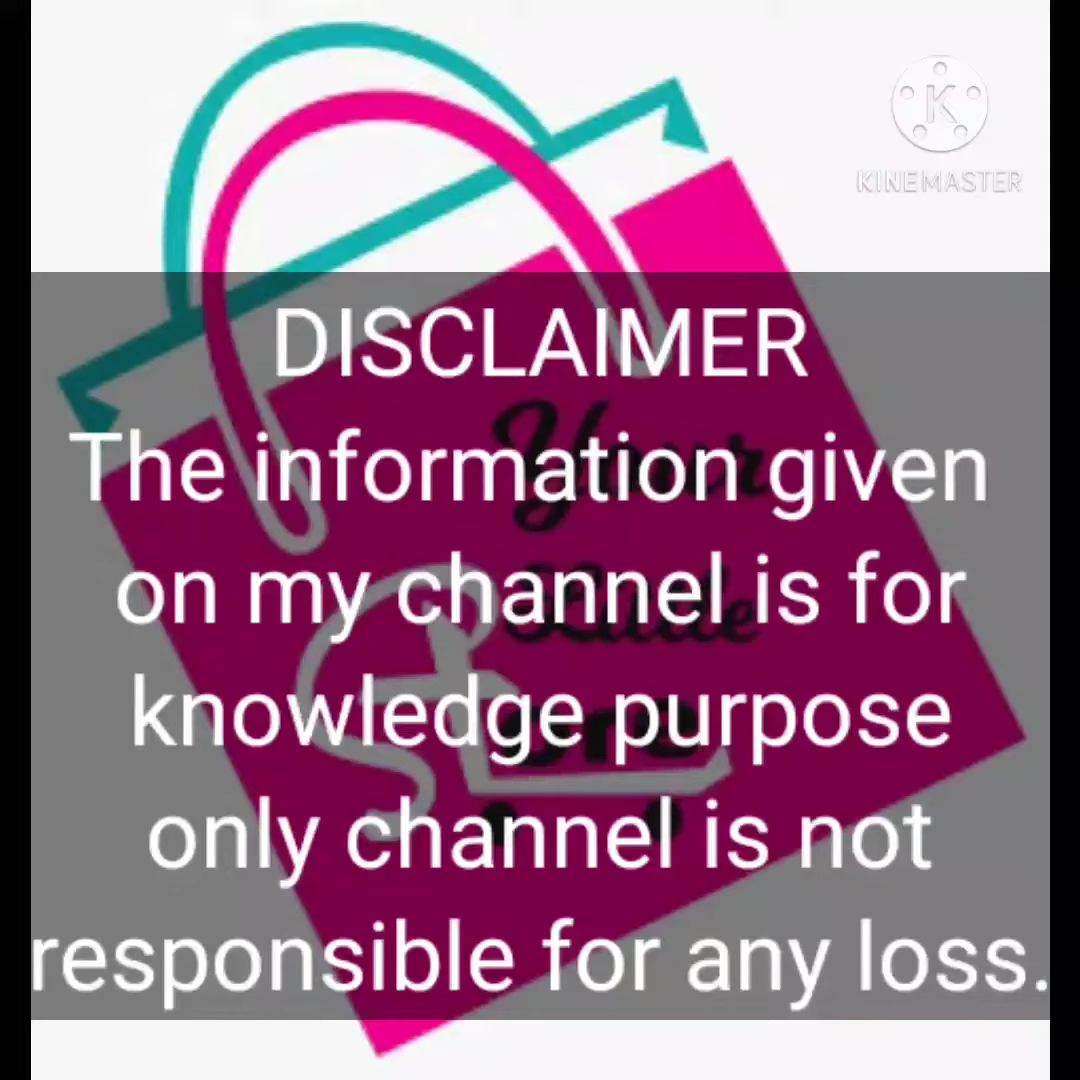 K
KINEMASTER
DISCLAIMER
The information given
on my channel is for
knowledge purpose
only channel is not
responsible for any loss.
Your